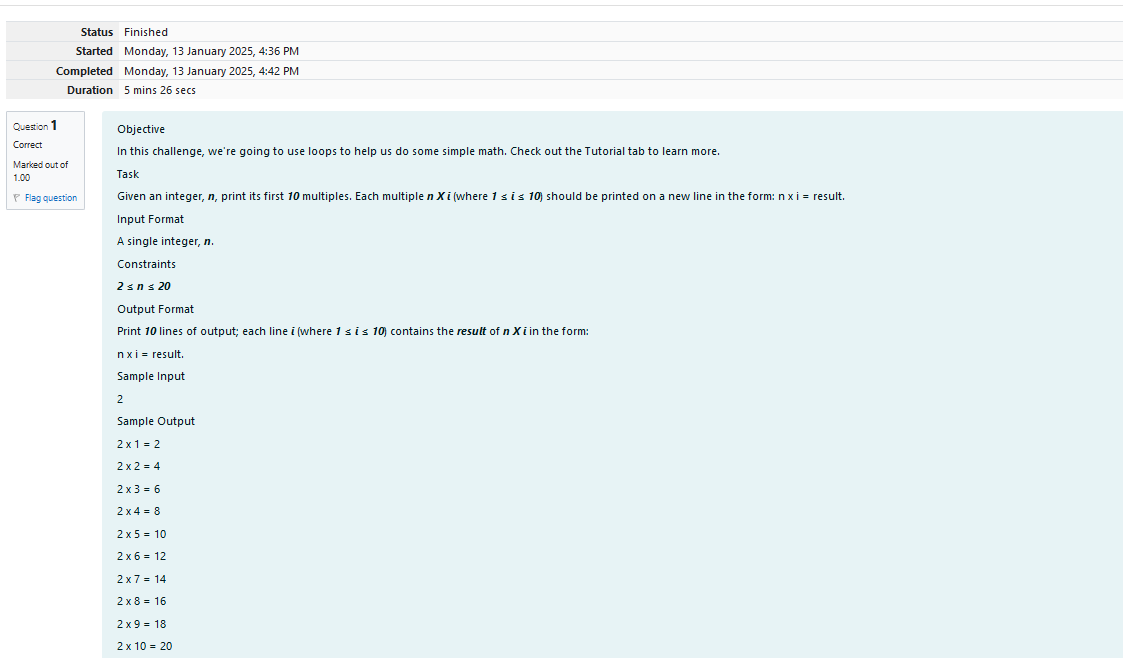 Status Finished
Started Monday, 13 January 2025, 4:36 PM
Completed Monday, 13 January 2025, 4:42 PM
Duration 5 mins 26 secs
Question 1
Correct
Marked out of
1.00
Flag question
Objective
In this challenge, we're going to use loops to help us do some simple math. Check out the Tutorial tab to learn more.
Task
Given an integer, n, print its first 10 multiples. Each multiple n X i (where 1 ≤ i ≤ 10) should be printed on a new line in the form: n x i = result.
Input Format
A single integer, n.
Constraints
2 ≤ n ≤ 20
Output Format
Print 10 lines of output; each line i (where 1 ≤ i ≤ 10) contains the result of n X i in the form:
n x i = result.
Sample Input
2
Sample Output
2 x 1 = 2
2 x 2 = 4
2 x 3 = 6
2 x 4 = 8
2 x 5 = 10
2 x 6 = 12
2 x 7 = 14
2 x 8 = 16
2 x 9 = 18
2 x 10 = 20